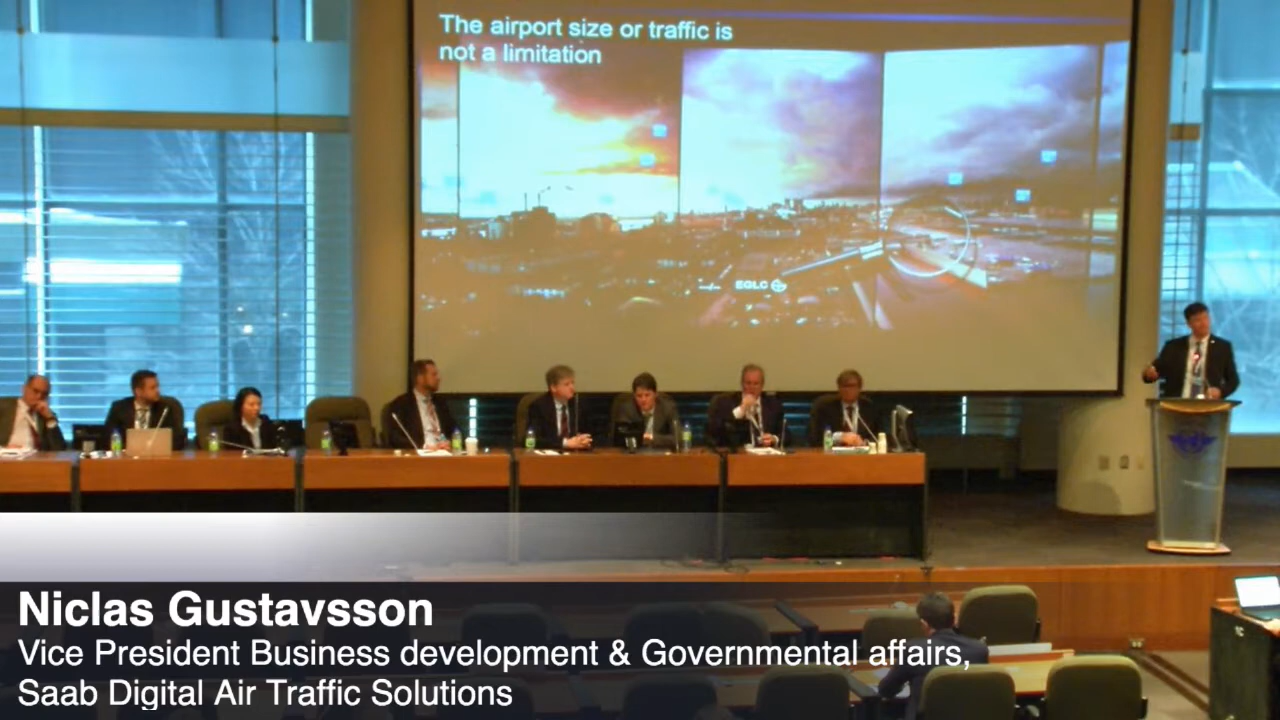 The airport size or traffic is
not a limitation
EGLC
Niclas Gustavsson
Vice President Business development & Governmental affairs,
Saab Digital Air Traffic Solutions